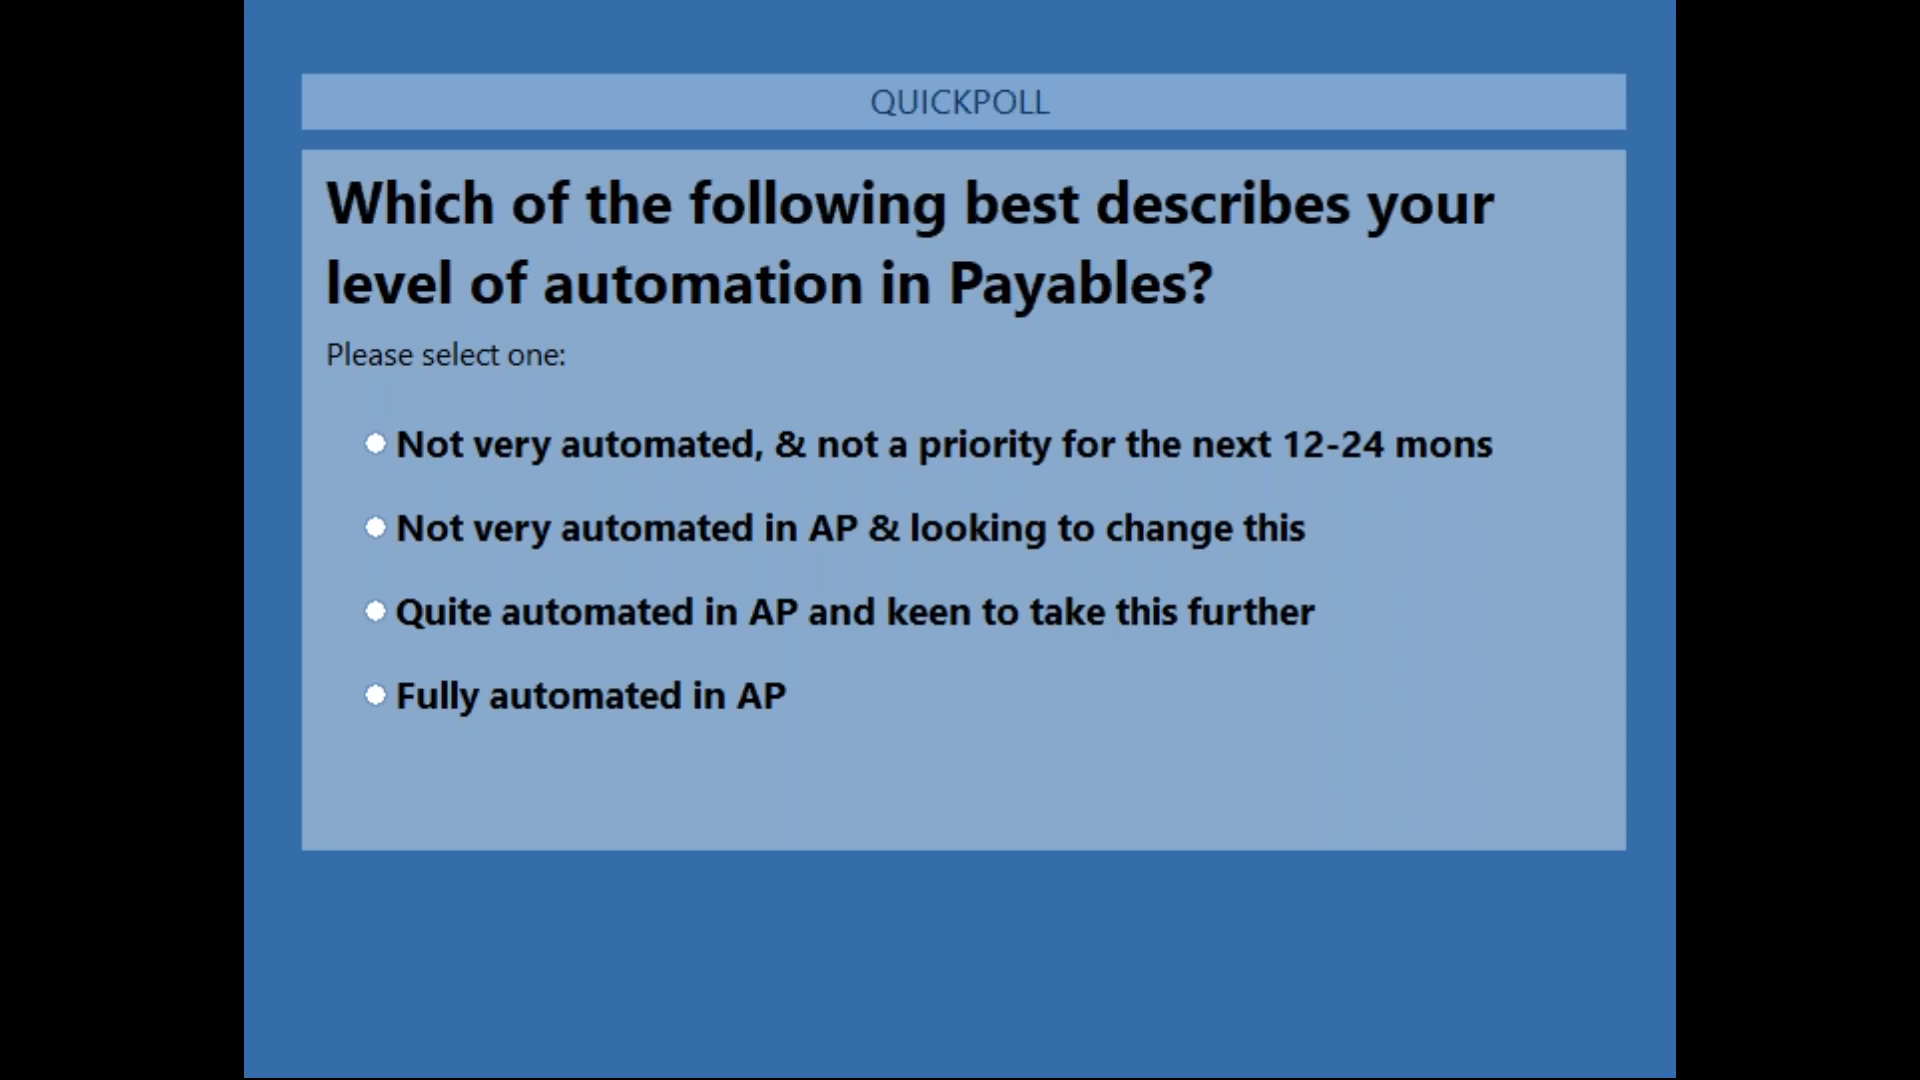 QUICKPOLL
Which of the following best describes your
level of automation in Payables?
Please select one:
Not very automated, & not a priority for the next 12-24 mons
Not very automated in AP & looking to change this
Quite automated in AP and keen to take this further
Fully automated in AP